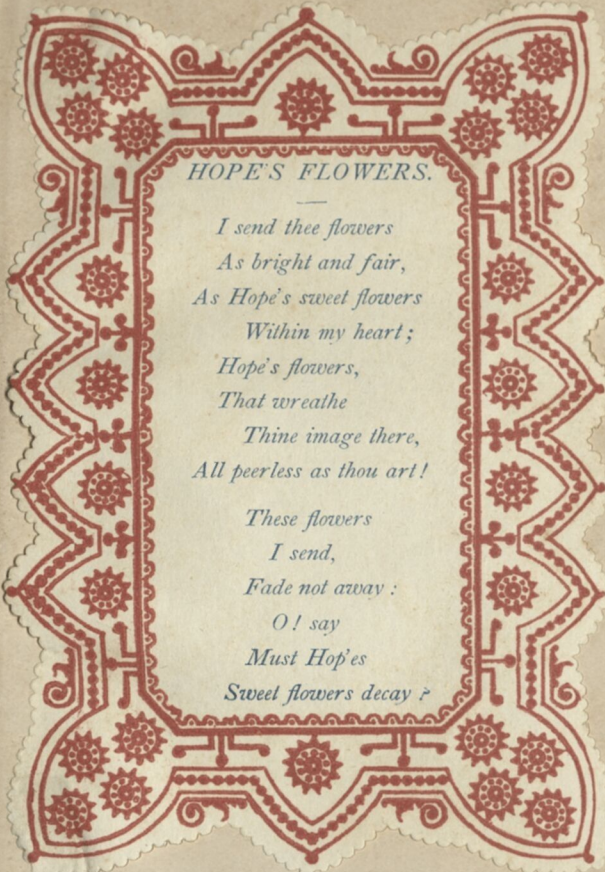 HOPE'S FLOWERS.
I send thee flowers
As bright and fair,
As Hope's sweet flowers
Within my heart;
Hope's flowers,
That wreathe
Thine image there,
All peerless as thou art!
These flowers
I send,
Fade not away:
O! say
Must Hop'es
Sweet flowers decay?